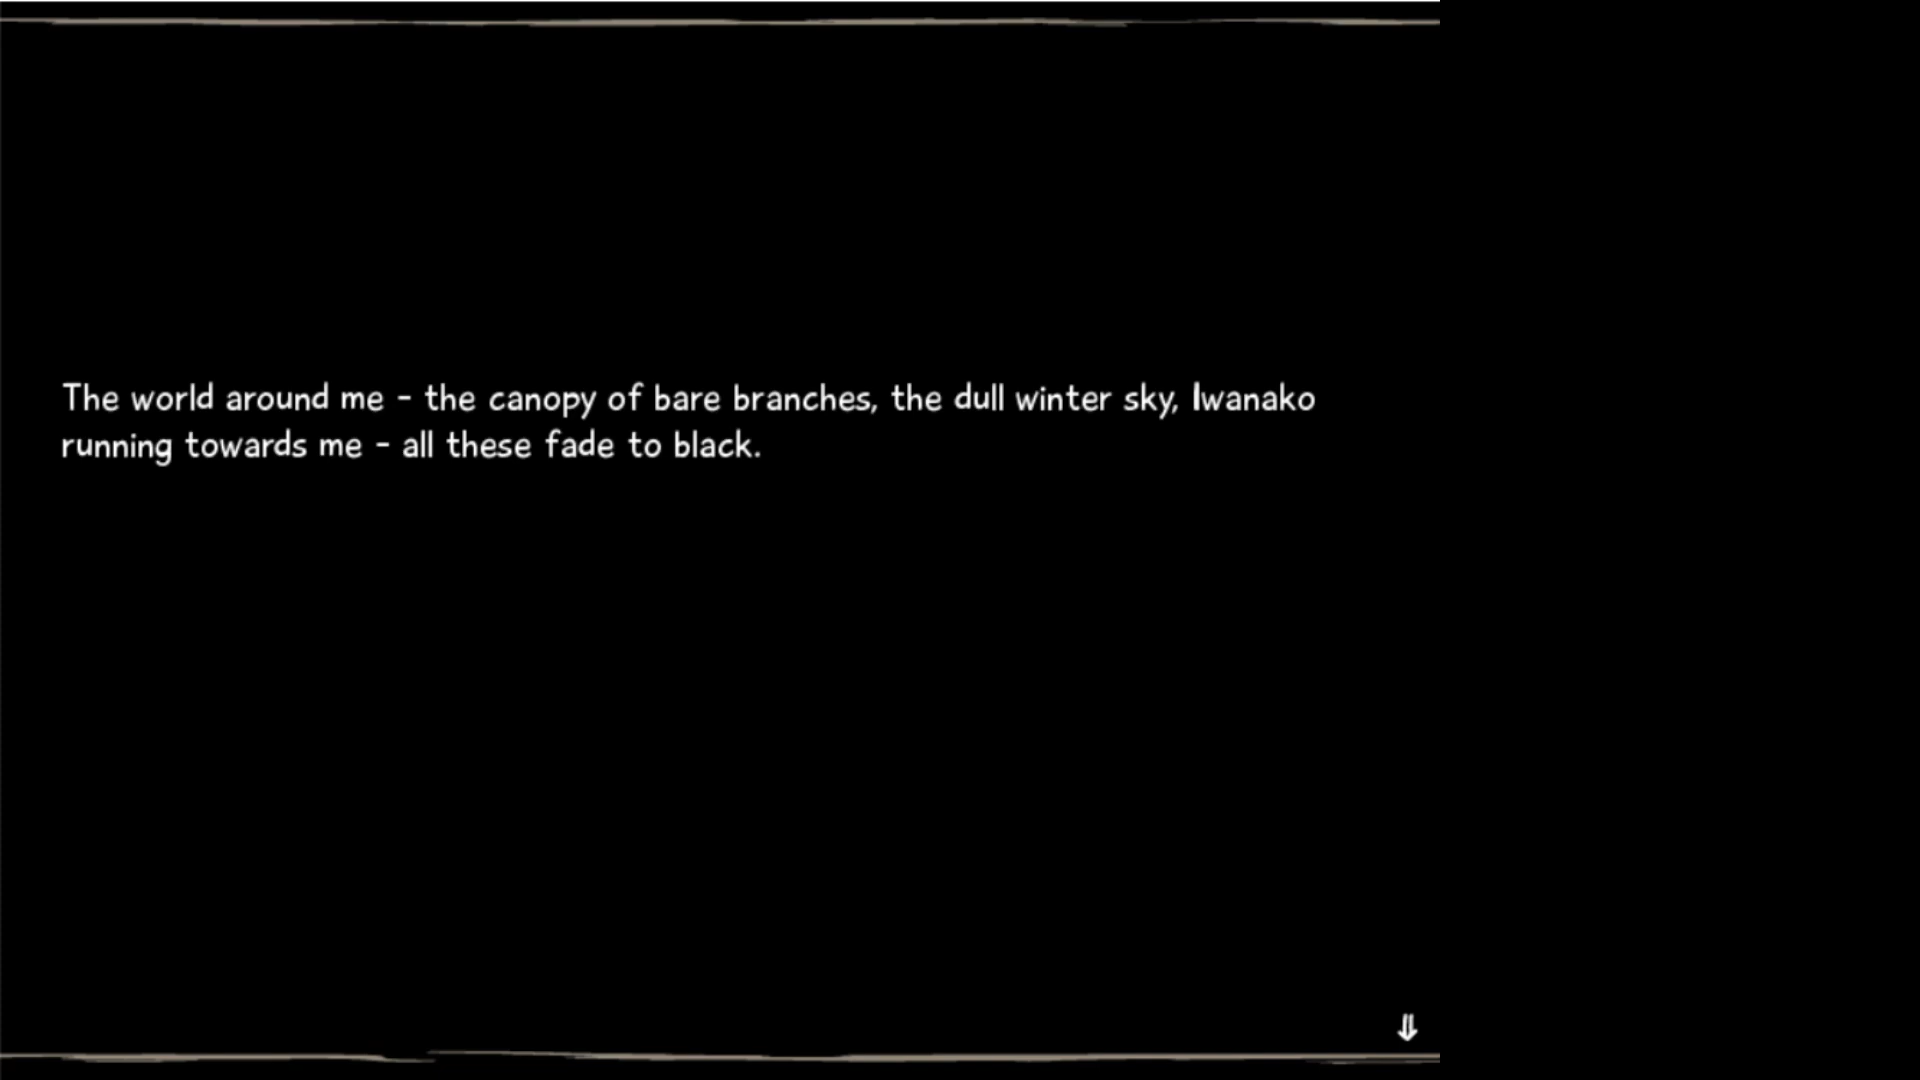 The world around me - the canopy of bare branches, the dull winter sky, Iwanako
running towards me - all these fade to black.